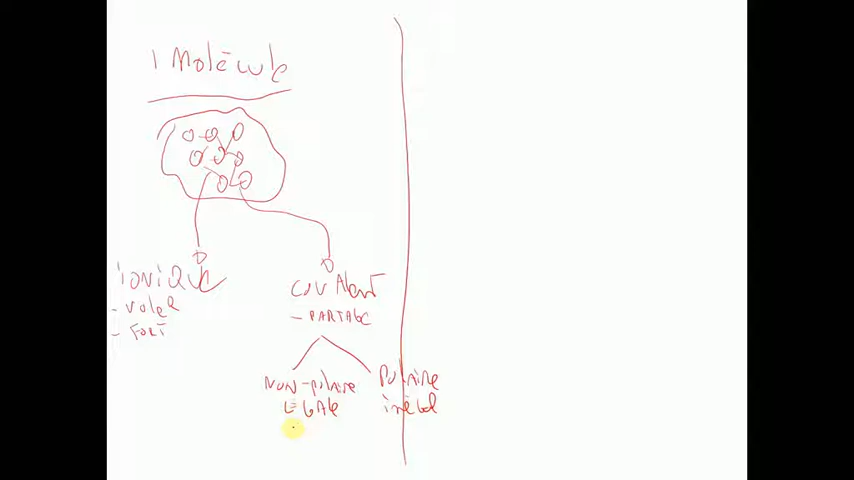 1 Molécule
ioniQUe
- voleR
- FORT
covAlent
- PARTAGE
Non-polaire
éGAle
Polaire
inégal